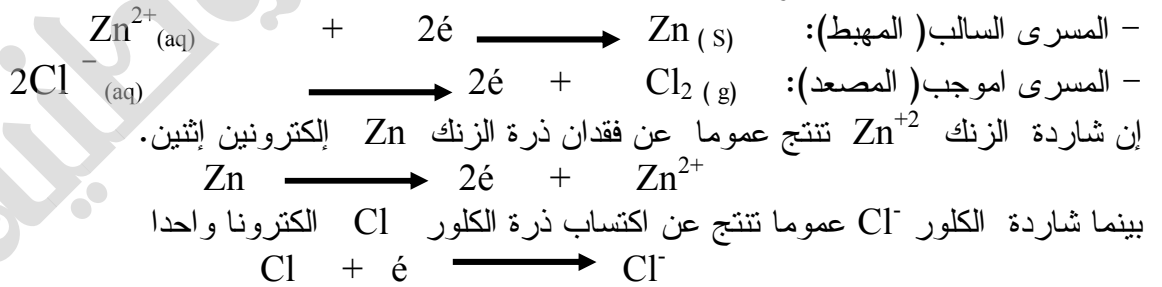 - المسرى السالب( المهبط): Zn²⁺(aq) + 2é ⟶ Zn ( S)
- المسرى اموجب( المصعد): 2Cl⁻(aq) ⟶ 2é + Cl₂ ( g)
إن شاردة الزنك Zn⁺² تنتج عموما عن فقدان ذرة الزنك Zn إلكترونين إثنين.
Zn ⟶ 2é + Zn²⁺
بينما شاردة الكلور Cl⁻ عموما تنتج عن اكتساب ذرة الكلور Cl الكترونا واحدا
Cl + é ⟶ Cl⁻